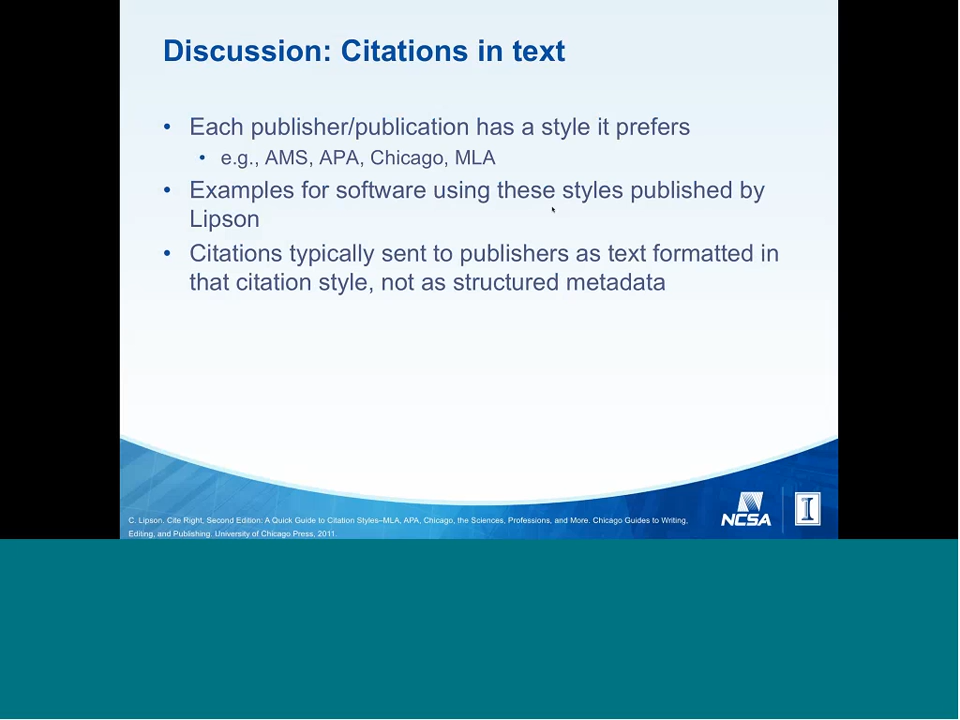 Discussion: Citations in text
• Each publisher/publication has a style it prefers
• e.g., AMS, APA, Chicago, MLA
• Examples for software using these styles published by
Lipson
• Citations typically sent to publishers as text formatted in
that citation style, not as structured metadata
C. Lipson. Cite Right, Second Edition: A Quick Guide to Citation Styles–MLA, APA, Chicago, the Sciences, Professions, and More. Chicago Guides to Writing,
Editing, and Publishing. University of Chicago Press, 2011.
NCSA
I